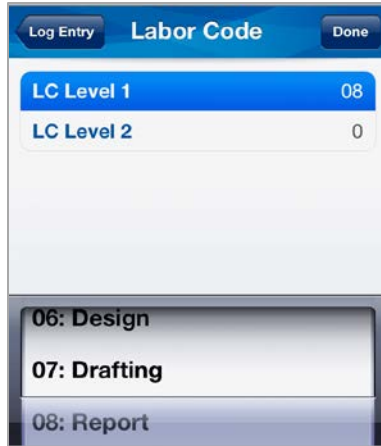 Log Entry Labor Code Done
LC Level 1 08
LC Level 2 0
06: Design
07: Drafting
08: Report